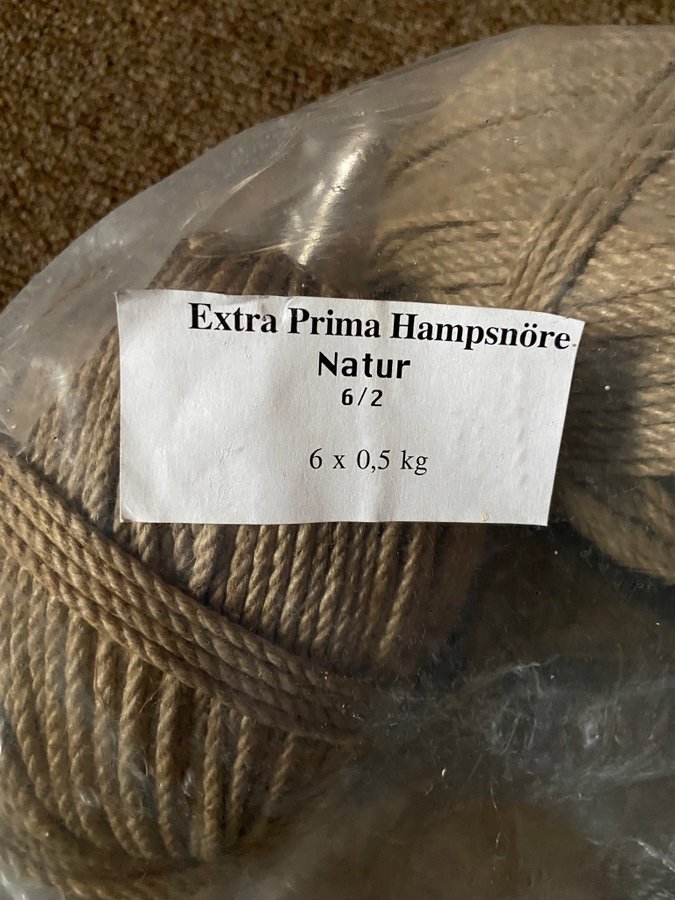 Extra Prima Hampsnöre
Natur
6/2
6 x 0,5 kg